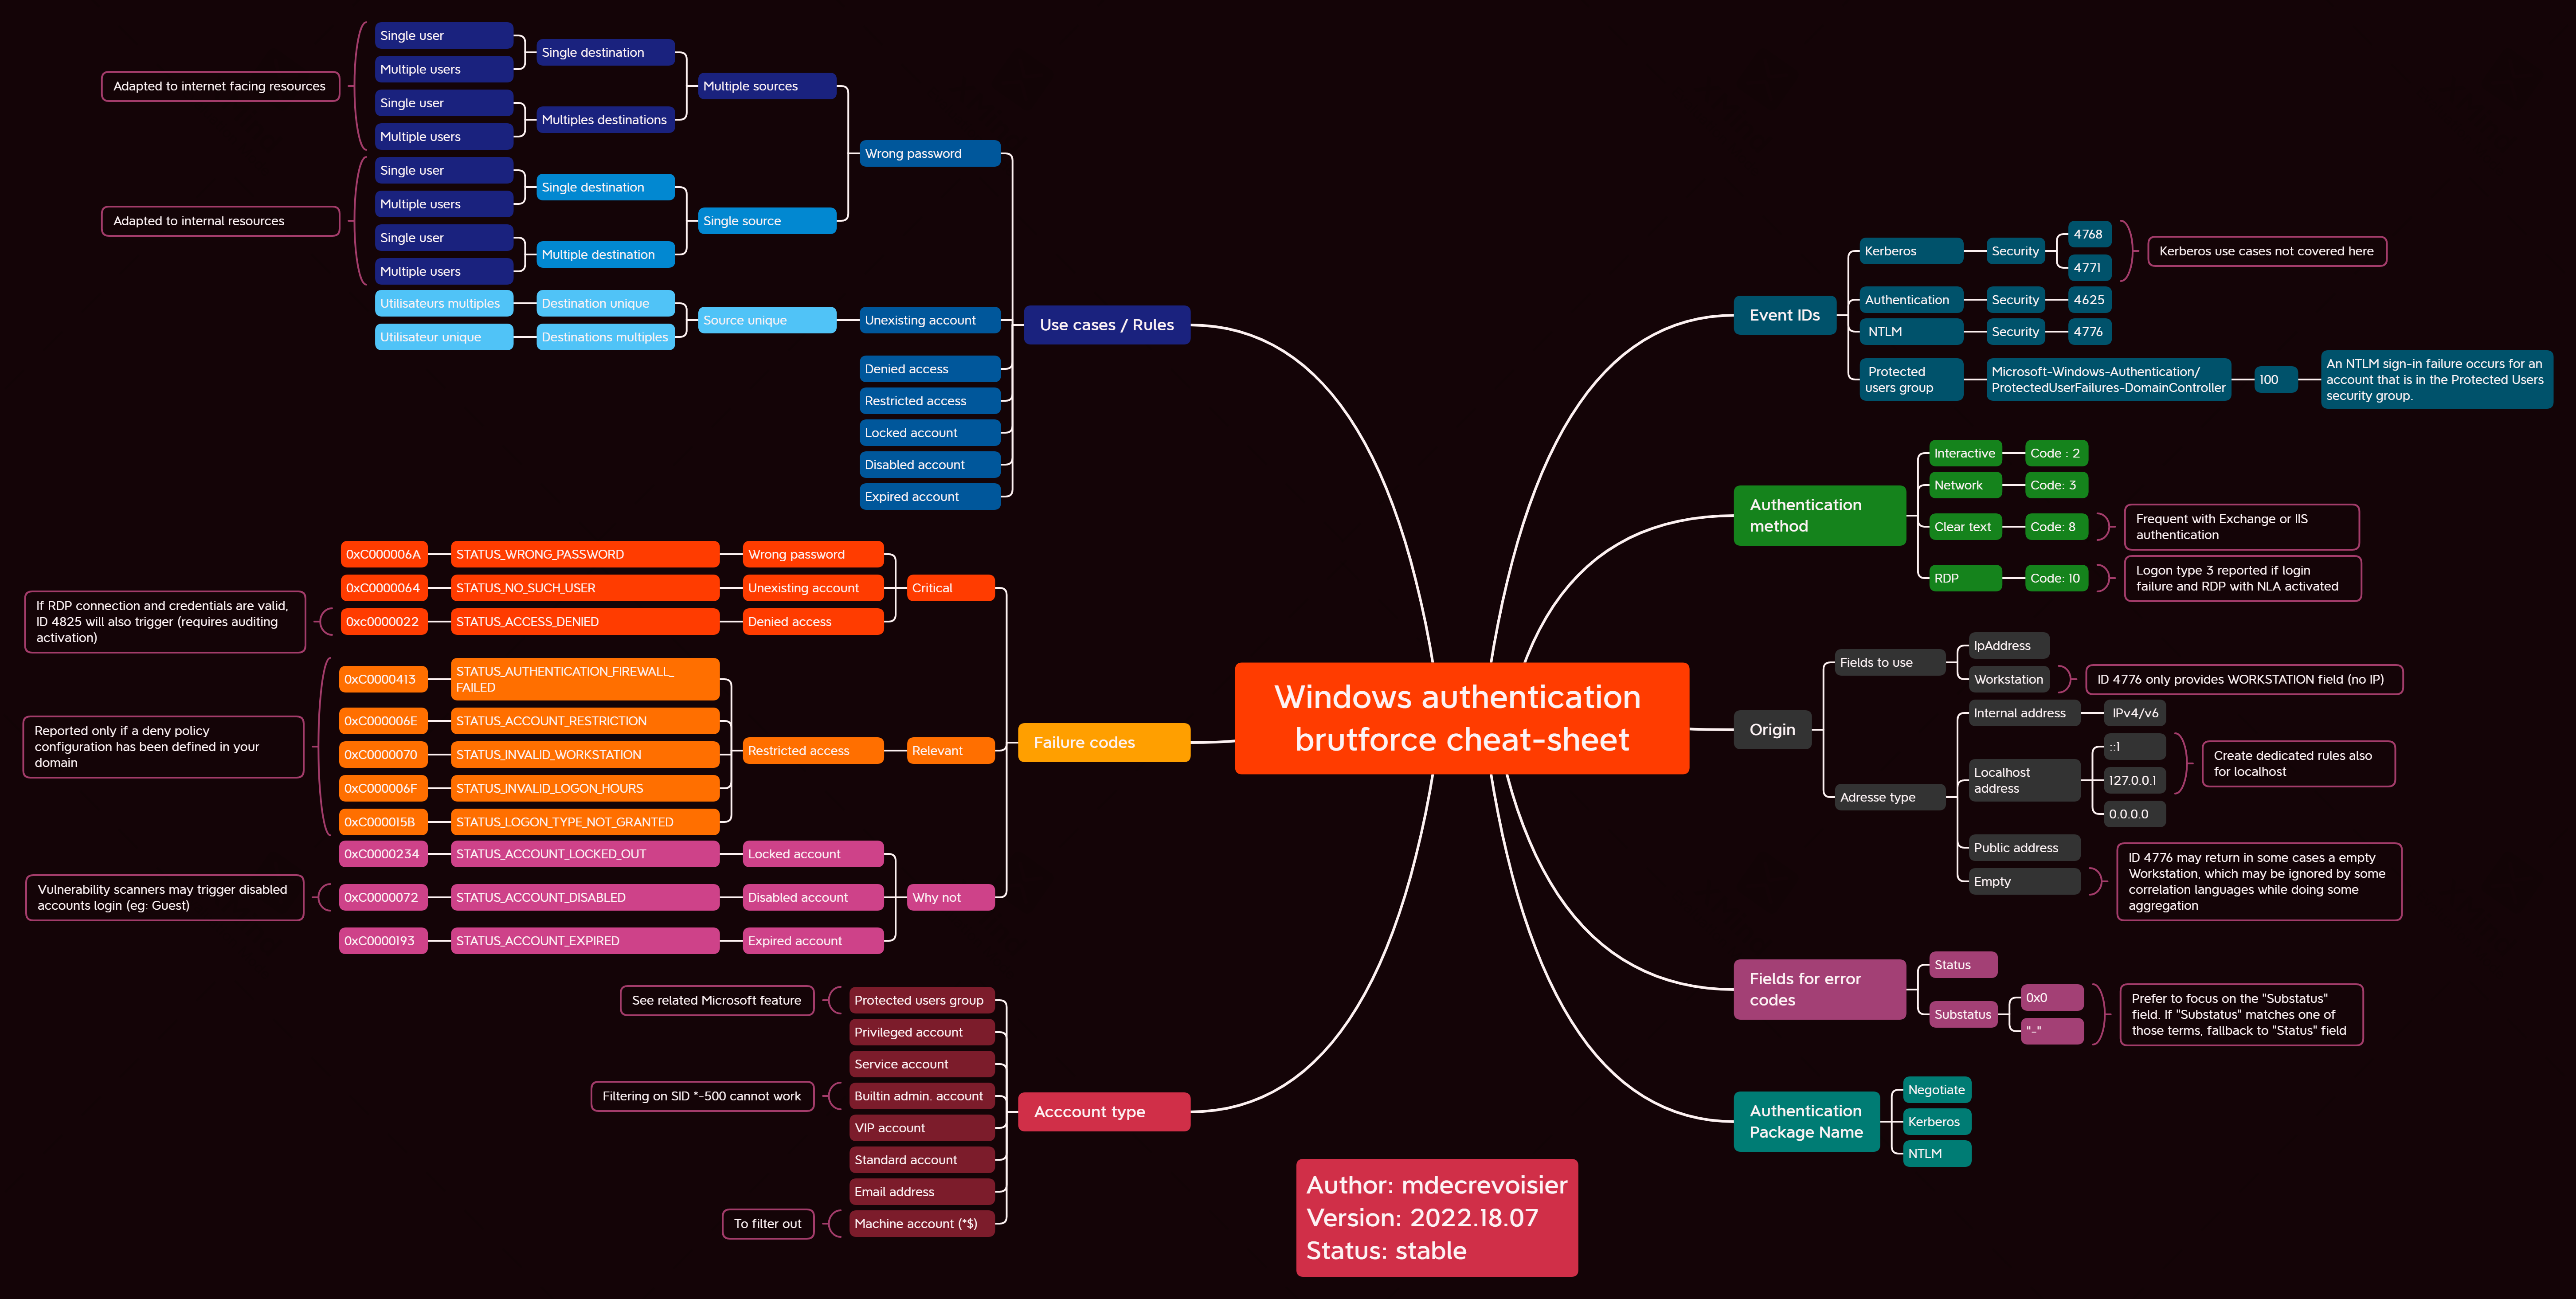 Windows authentication
brutforce cheat-sheet
Use cases / Rules
Wrong password
Multiple sources
Single destination
Single user
Multiple users
Multiples destinations
Single user
Multiple users
Adapted to internet facing resources
Single source
Single destination
Single user
Multiple users
Multiple destination
Single user
Multiple users
Adapted to internal resources
Unexisting account
Source unique
Destination unique
Utilisateurs multiples
Destinations multiples
Utilisateur unique
Denied access
Restricted access
Locked account
Disabled account
Expired account
Failure codes
Critical
Wrong password
STATUS_WRONG_PASSWORD
0xC000006A
Unexisting account
STATUS_NO_SUCH_USER
0xC0000064
Denied access
STATUS_ACCESS_DENIED
0xc0000022
If RDP connection and credentials are valid,
ID 4825 will also trigger (requires auditing
activation)
Relevant
Restricted access
STATUS_AUTHENTICATION_FIREWALL_
FAILED
0xC0000413
STATUS_ACCOUNT_RESTRICTION
0xC000006E
STATUS_INVALID_WORKSTATION
0xC0000070
STATUS_INVALID_LOGON_HOURS
0xC000006F
STATUS_LOGON_TYPE_NOT_GRANTED
0xC000015B
Reported only if a deny policy
configuration has been defined in your
domain
Why not
Locked account
STATUS_ACCOUNT_LOCKED_OUT
0xC0000234
Disabled account
STATUS_ACCOUNT_DISABLED
0xC0000072
Vulnerability scanners may trigger disabled
accounts login (eg: Guest)
Expired account
STATUS_ACCOUNT_EXPIRED
0xC0000193
Acccount type
Protected users group
See related Microsoft feature
Privileged account
Service account
Builtin admin. account
Filtering on SID *-500 cannot work
VIP account
Standard account
Email address
Machine account (*$)
To filter out
Event IDs
Kerberos
Security
4768
4771
Kerberos use cases not covered here
Authentication
Security
4625
NTLM
Security
4776
Protected
users group
Microsoft-Windows-Authentication/
ProtectedUserFailures-DomainController
100
An NTLM sign-in failure occurs for an
account that is in the Protected Users
security group.
Authentication
method
Interactive
Code : 2
Network
Code: 3
Clear text
Code: 8
Frequent with Exchange or IIS
authentication
RDP
Code: 10
Logon type 3 reported if login
failure and RDP with NLA activated
Origin
Fields to use
IpAddress
Workstation
ID 4776 only provides WORKSTATION field (no IP)
Adresse type
Internal address
IPv4/v6
Localhost
address
::1
127.0.0.1
0.0.0.0
Create dedicated rules also
for localhost
Public address
Empty
ID 4776 may return in some cases a empty
Workstation, which may be ignored by some
correlation languages while doing some
aggregation
Fields for error
codes
Status
Substatus
0x0
"-"
Prefer to focus on the "Substatus"
field. If "Substatus" matches one of
those terms, fallback to "Status" field
Authentication
Package Name
Negotiate
Kerberos
NTLM
Author: mdecrevoisier
Version: 2022.18.07
Status: stable